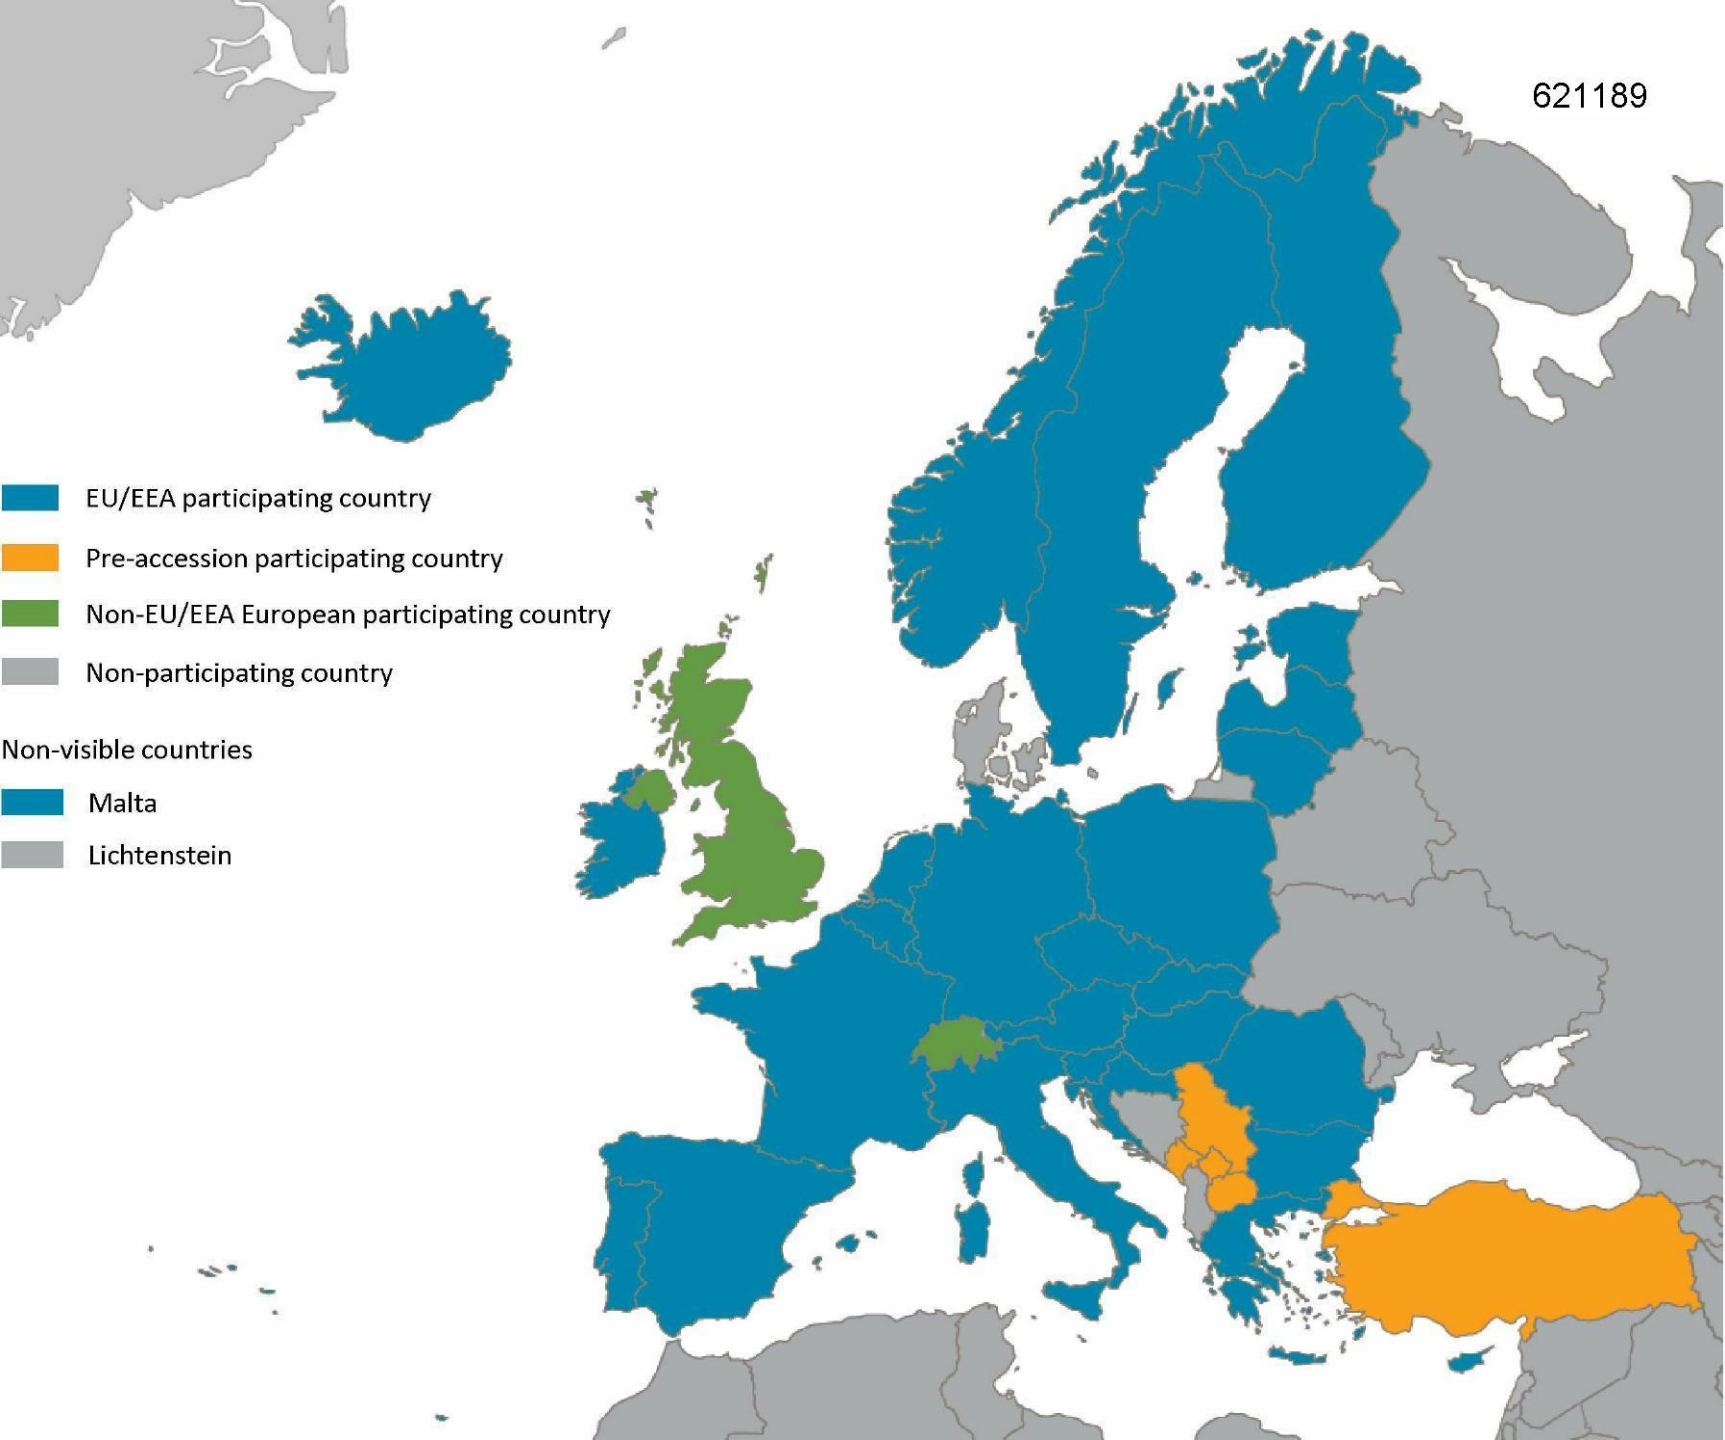 621189
EU/EEA participating country
Pre-accession participating country
Non-EU/EEA European participating country
Non-participating country
Non-visible countries
Malta
Lichtenstein